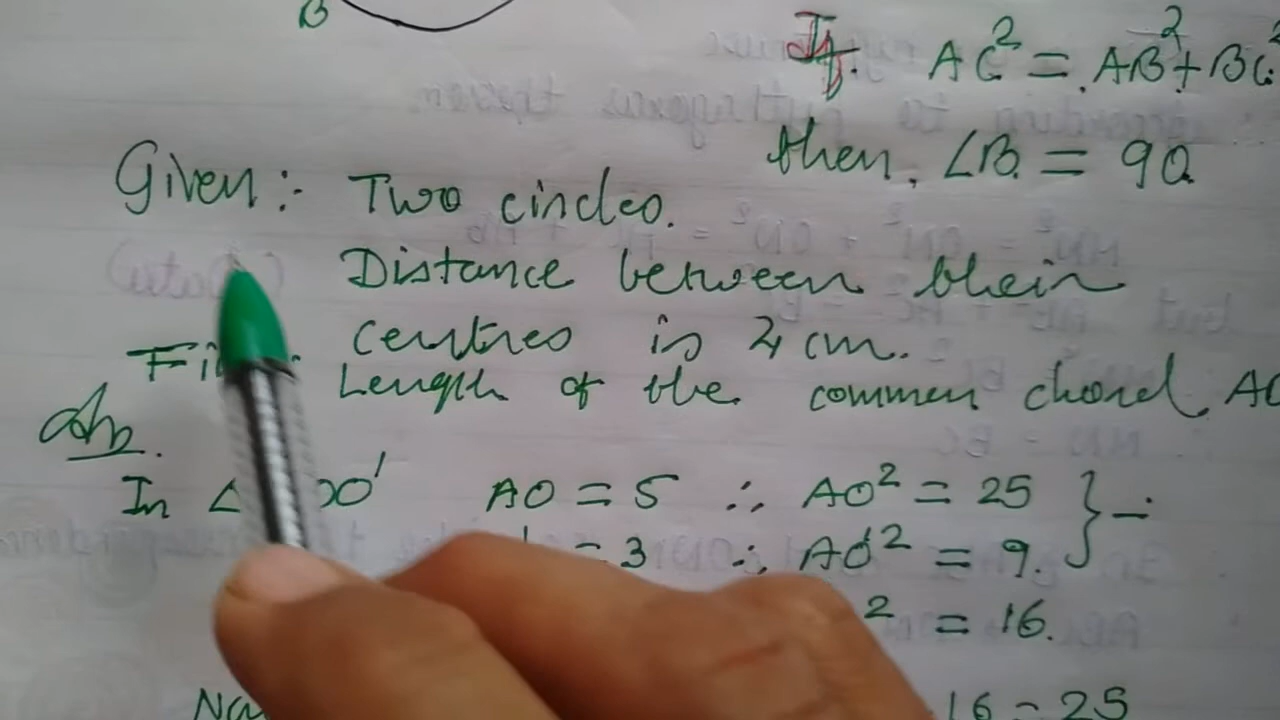 B
If. AC² = AB² + BC²
then, ∠B = 90
Given:- Two circles.
Distance between their
centres is 4 cm.
Length of the common chord, AC
In ∠ OO' AO = 5 ∴ AO² = 25 } —
= 3 ∴ AO'² = 9.
² = 16.
16 = 25